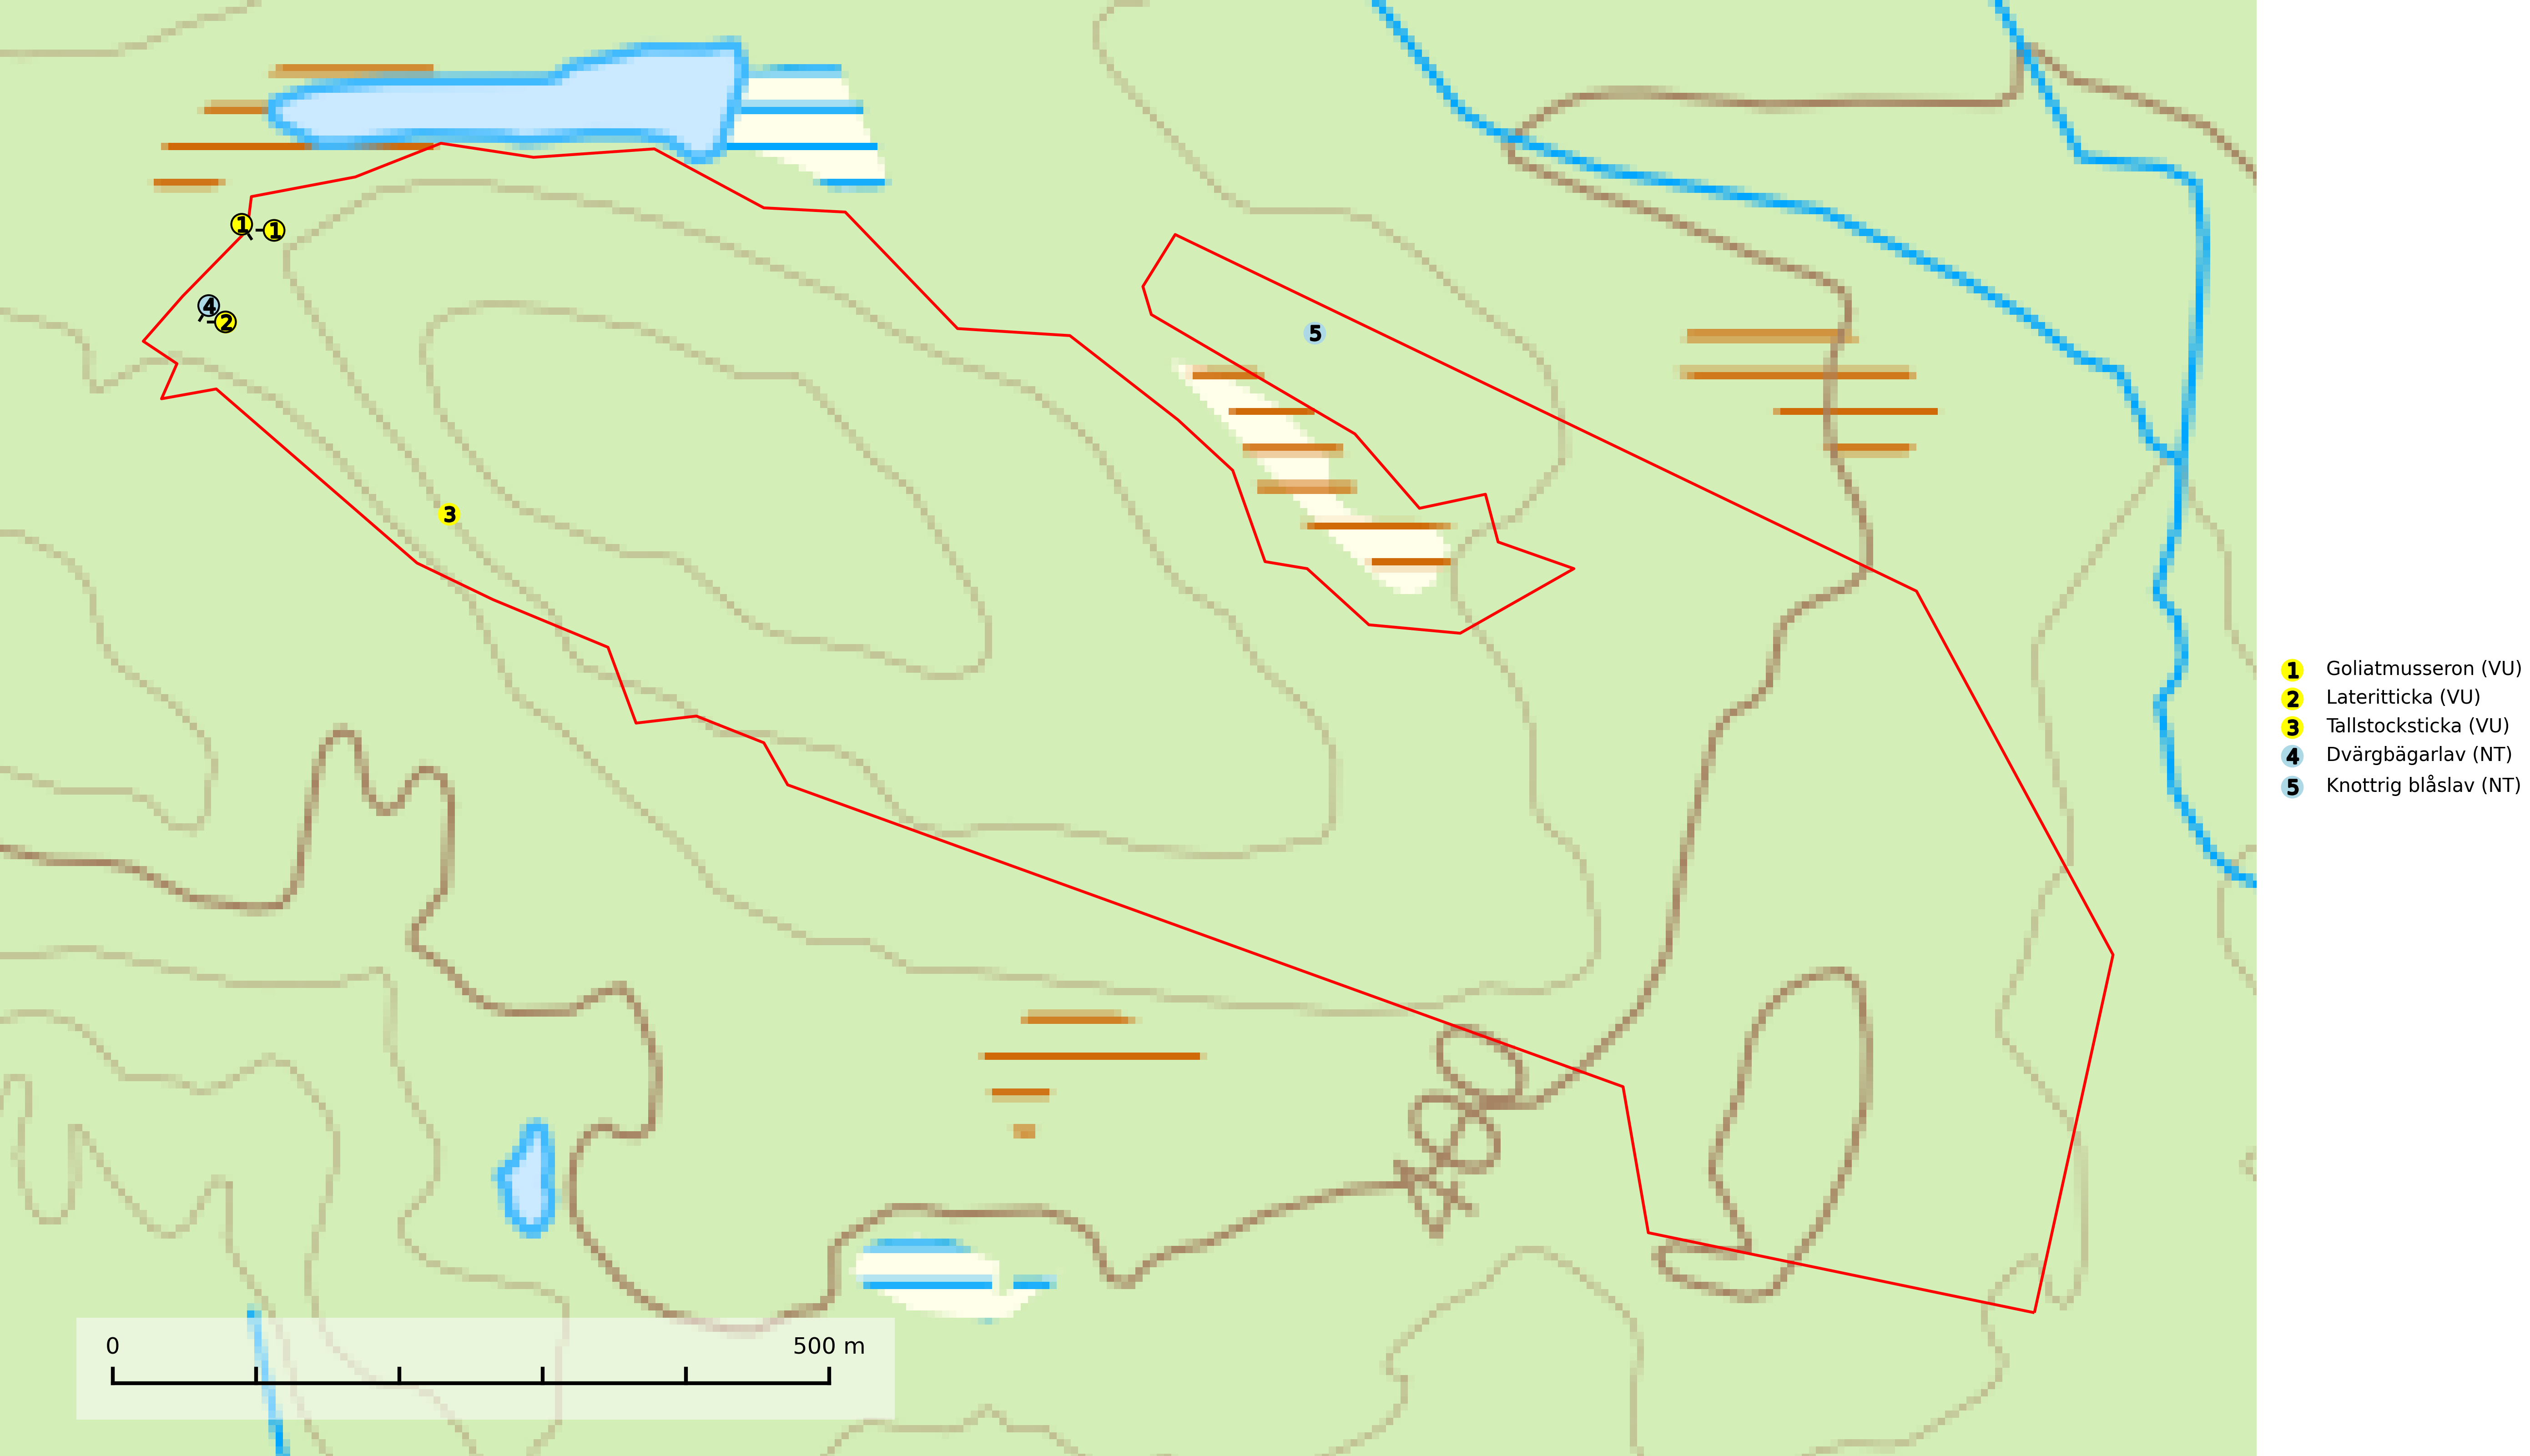 1 1
4 2
5
3
1 Goliatmusseron (VU)
2 Lateritticka (VU)
3 Tallstocksticka (VU)
4 Dvärgbägarlav (NT)
5 Knottrig blåslav (NT)
0 500 m